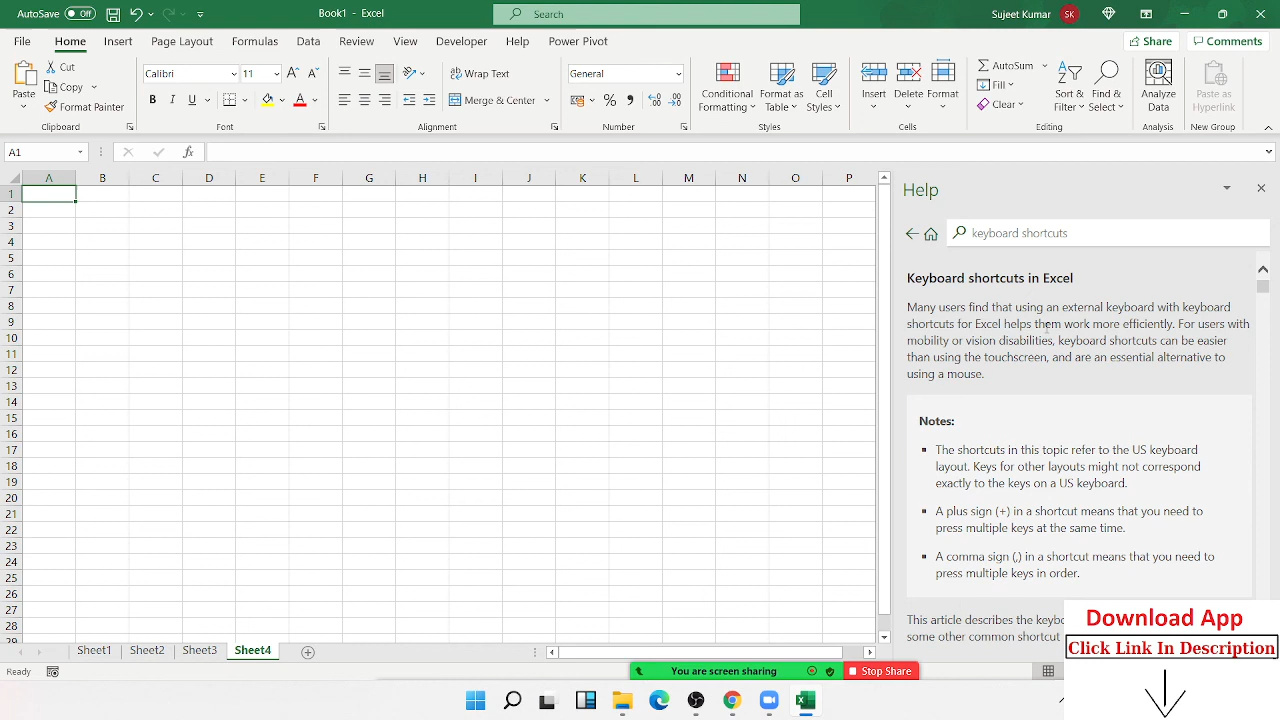 AutoSave Off Book1 - Excel Search Sujeet Kumar SK
File Home Insert Page Layout Formulas Data Review View Developer Help Power Pivot Share Comments
Paste Cut Copy Format Painter Clipboard
Calibri 11 B I U A Font
Wrap Text Merge & Center Alignment
General % , Number
Conditional Formatting Format as Table Cell Styles Styles
Insert Delete Format Cells
AutoSum Fill Clear Sort & Filter Find & Select Editing
Analyze Data Analysis
Paste as Hyperlink New Group
A1 fx
A B C D E F G H I J K L M N O P
1
2
3
4
5
6
7
8
9
10
11
12
13
14
15
16
17
18
19
20
21
22
23
24
25
26
27
28
29
Help
keyboard shortcuts
Keyboard shortcuts in Excel
Many users find that using an external keyboard with keyboard
shortcuts for Excel helps them work more efficiently. For users with
mobility or vision disabilities, keyboard shortcuts can be easier
than using the touchscreen, and are an essential alternative to
using a mouse.
Notes:
The shortcuts in this topic refer to the US keyboard
layout. Keys for other layouts might not correspond
exactly to the keys on a US keyboard.
A plus sign (+) in a shortcut means that you need to
press multiple keys at the same time.
A comma sign (,) in a shortcut means that you need to
press multiple keys in order.
This article describes the keyb
some other common shortcut
Download App
Click Link In Description
Sheet1 Sheet2 Sheet3 Sheet4
Ready
You are screen sharing Stop Share